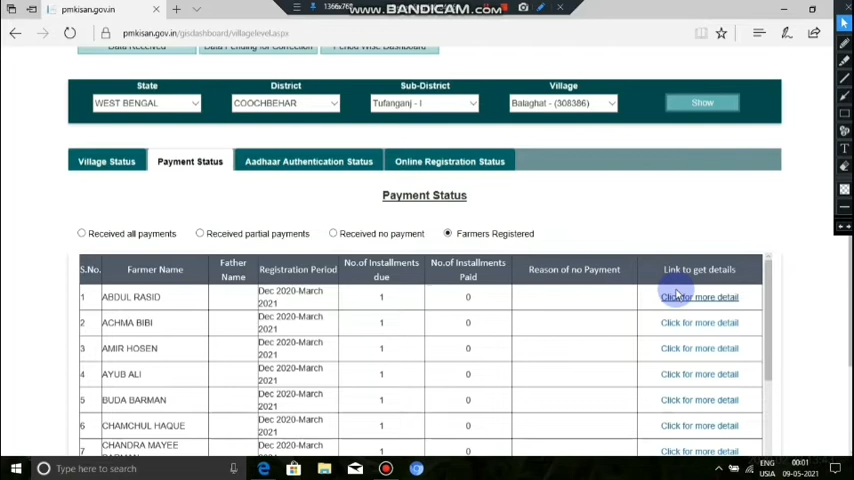 pmkisan.gov.in
1366x768
www.BANDICAM.com
pmkisan.gov.in/gisdashboard/villagelevel.aspx
Data Received
Data Pending for Correction
Period Wise Dashboard
State
District
Sub-District
Village
WEST BENGAL
COOCHBEHAR
Tufanganj - I
Balaghat - (308386)
Show
Village Status
Payment Status
Aadhaar Authentication Status
Online Registration Status
Payment Status
Received all payments
Received partial payments
Received no payment
Farmers Registered
S.No. Farmer Name Father Name Registration Period No.of Installments due No.of Installments Paid Reason of no Payment Link to get details
1 ABDUL RASID Dec 2020-March 2021 1 0 Click for more detail
2 ACHMA BIBI Dec 2020-March 2021 1 0 Click for more detail
3 AMIR HOSEN Dec 2020-March 2021 1 0 Click for more detail
4 AYUB ALI Dec 2020-March 2021 1 0 Click for more detail
5 BUDA BARMAN Dec 2020-March 2021 1 0 Click for more detail
6 CHAMCHUL HAQUE Dec 2020-March 2021 1 0 Click for more detail
7 CHANDRA MAYEE BARMAN Dec 2020-March 2021 1 0 Click for more detail
Type here to search
ENG
USIA
00:01
09-05-2021